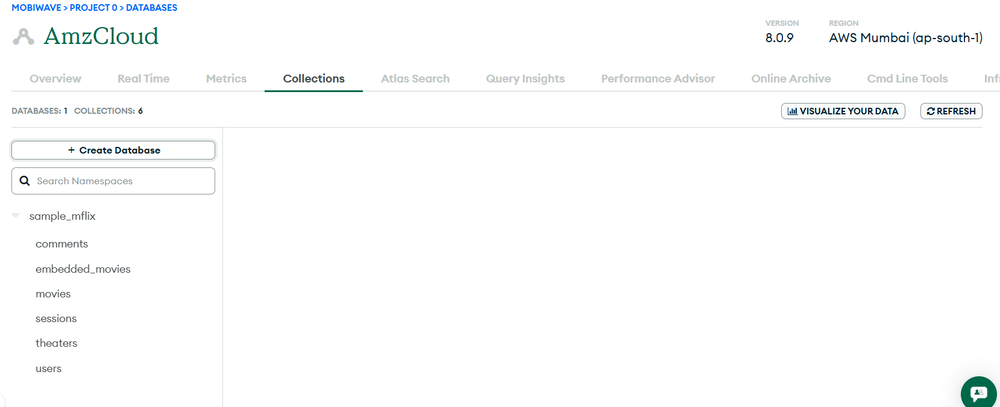 MOBIWAVE > PROJECT 0 > DATABASES
AmzCloud
VERSION
8.0.9
REGION
AWS Mumbai (ap-south-1)
Overview Real Time Metrics Collections Atlas Search Query Insights Performance Advisor Online Archive Cmd Line Tools
DATABASES: 1 COLLECTIONS: 6
VISUALIZE YOUR DATA
REFRESH
+ Create Database
Search Namespaces
sample_mflix
comments
embedded_movies
movies
sessions
theaters
users